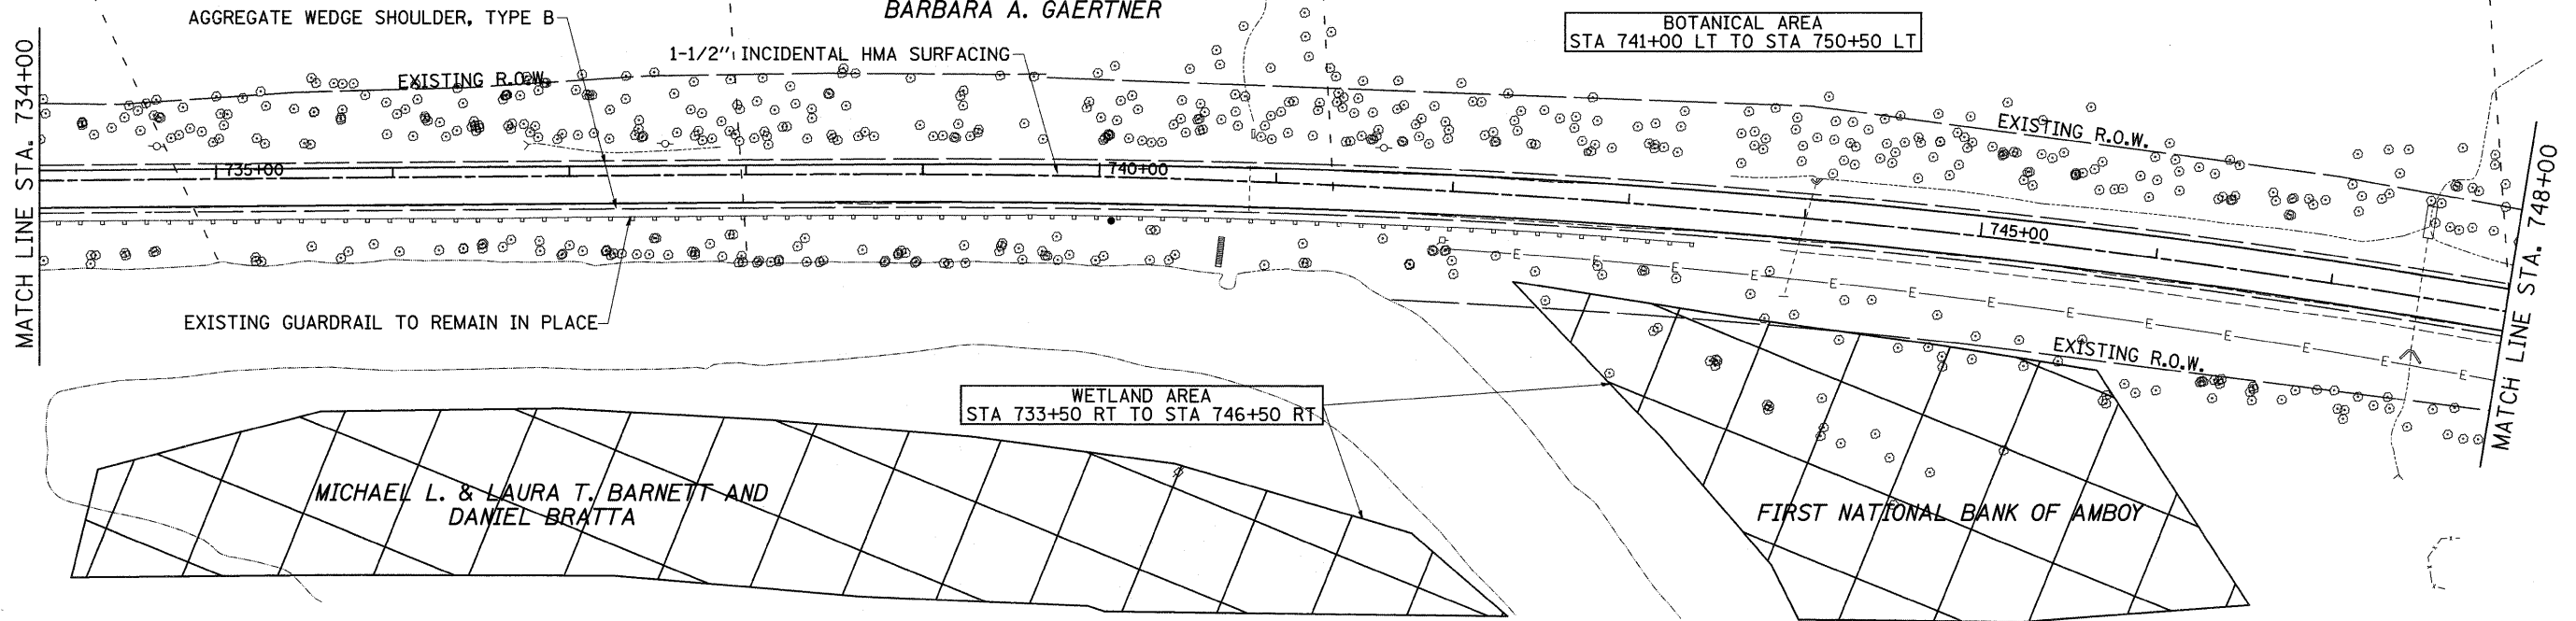 AGGREGATE WEDGE SHOULDER, TYPE B
BARBARA A. GAERTNER
BOTANICAL AREA
STA 741+00 LT TO STA 750+50 LT
1-1/2" INCIDENTAL HMA SURFACING
EXISTING R.O.W.
MATCH LINE STA. 734+00
EXISTING R.O.W.
735+00
740+00
745+00
MATCH LINE STA. 748+00
E E E E E E E E E E E E E
EXISTING GUARDRAIL TO REMAIN IN PLACE
EXISTING R.O.W.
WETLAND AREA
STA 733+50 RT TO STA 746+50 RT
MICHAEL L. & LAURA T. BARNETT AND
DANIEL BRATTA
FIRST NATIONAL BANK OF AMBOY